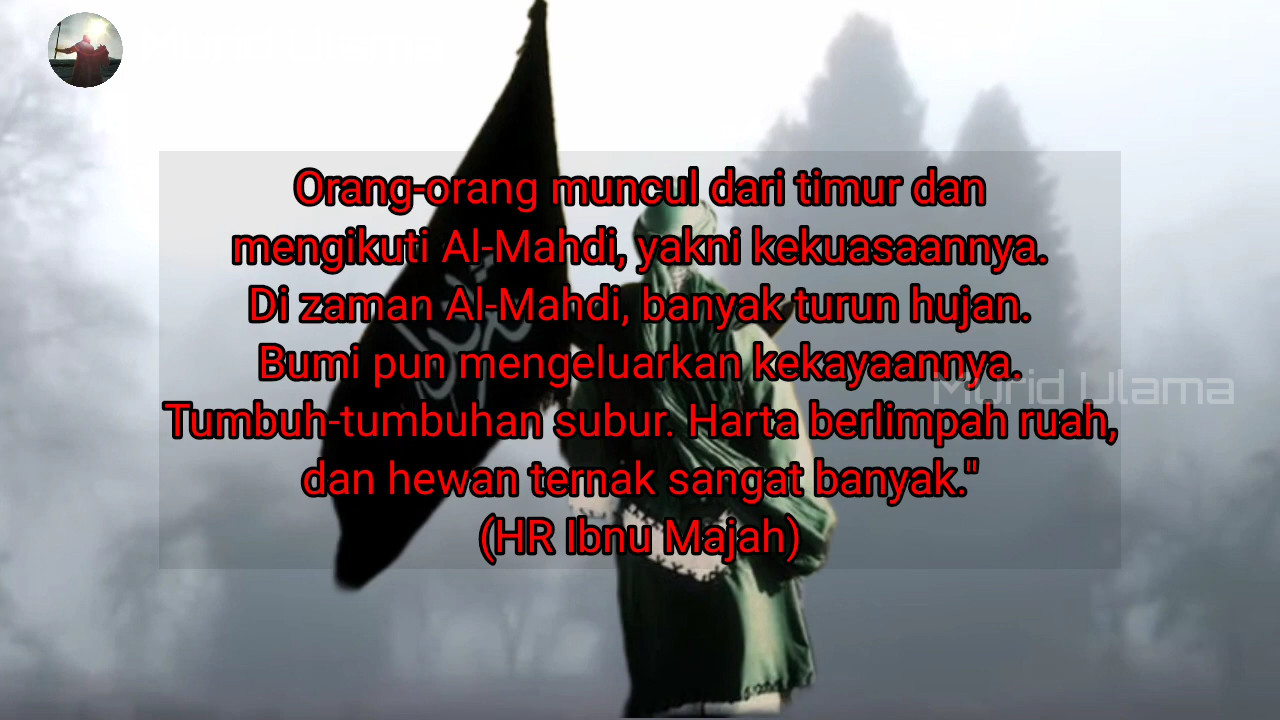 Orang-orang muncul dari timur dan
mengikuti Al-Mahdi, yakni kekuasaannya.
Di zaman Al-Mahdi, banyak turun hujan.
Bumi pun mengeluarkan kekayaannya.
Murid Ulama
Tumbuh-tumbuhan subur. Harta berlimpah ruah,
dan hewan ternak sangat banyak."
(HR Ibnu Majah)